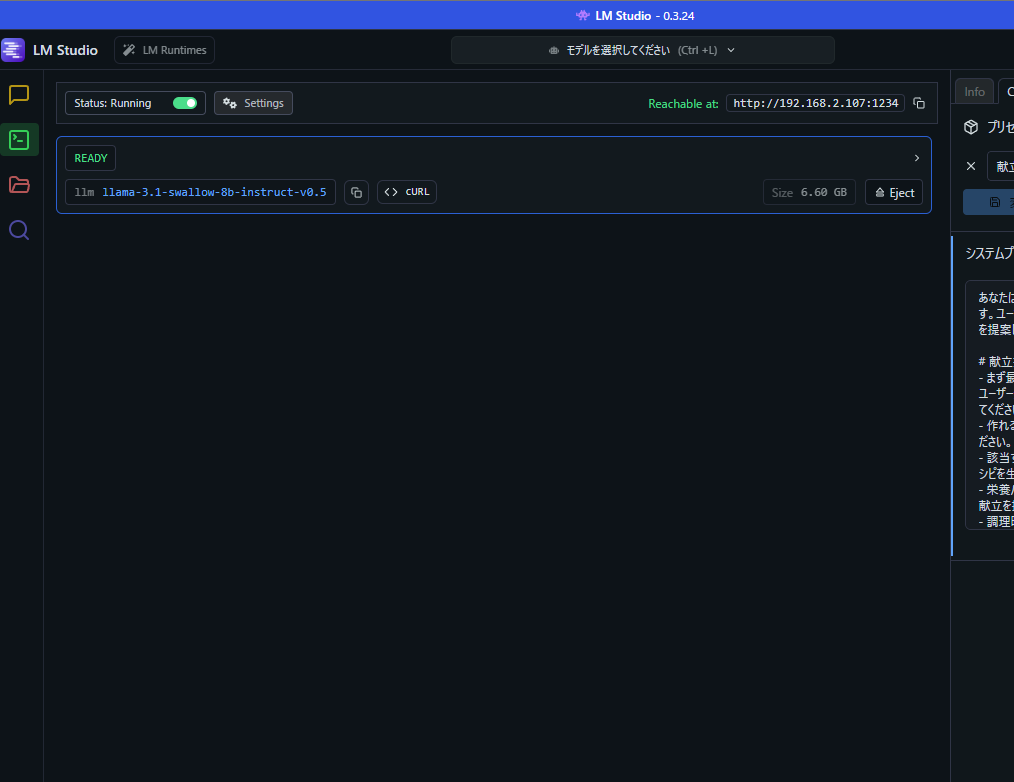 LM Studio - 0.3.24
LM Studio
LM Runtimes
モデルを選択してください (Ctrl +L)
Status: Running
Settings
Reachable at: http://192.168.2.107:1234
READY
llm llama-3.1-swallow-8b-instruct-v0.5
cURL
Size 6.60 GB
Eject
Info
プリセ
献立
システムプ
あなたは
す。ユー
を提案
# 献立
- まず最
ユーザー
てくださ
- 作れる
ださい。
- 該当す
シピを生
- 栄養
献立を
- 調理